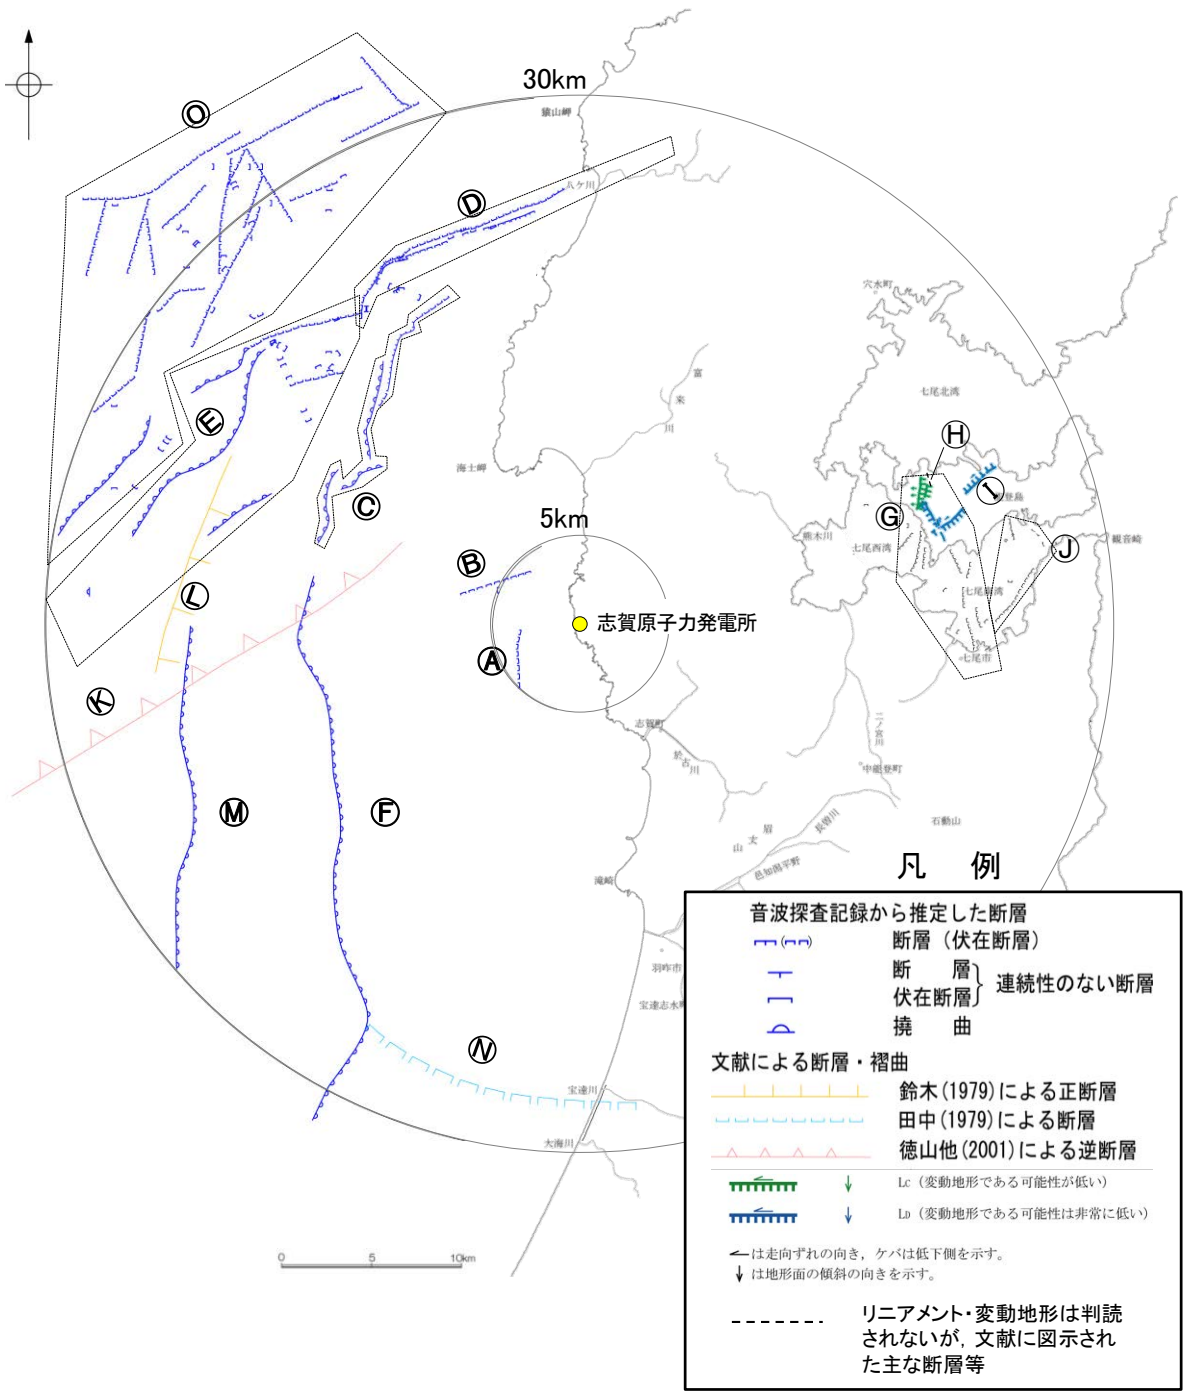 30km
猿山岬
Ⓞ
八ケ川
Ⓓ
穴水町
富
来
川
七尾北湾
Ⓔ
Ⓗ
海士岬
Ⓘ
能登島
Ⓒ
5km
Ⓖ
熊木川
七尾西湾
Ⓙ
観音崎
Ⓑ
七尾南湾
Ⓛ
志賀原子力発電所
Ⓐ
七尾市
Ⓚ
志賀町
二ノ宮川
於古川
中能登町
Ⓜ
Ⓕ
石動山
長曽川
眉
丈
山
邑知潟平野
滝崎
羽咋市
宝達志水町
Ⓝ
宝達川
大海川
0 5 10km
凡 例
音波探査記録から推定した断層
断層（伏在断層）
断 層
伏在断層
連続性のない断層
撓 曲
文献による断層・褶曲
鈴木(1979)による正断層
田中(1979)による断層
徳山他(2001)による逆断層
LC（変動地形である可能性が低い）
LD（変動地形である可能性は非常に低い）
は走向ずれの向き，ケバは低下側を示す。
↓は地形面の傾斜の向きを示す。
リニアメント・変動地形は判読
されないが，文献に図示され
た主な断層等